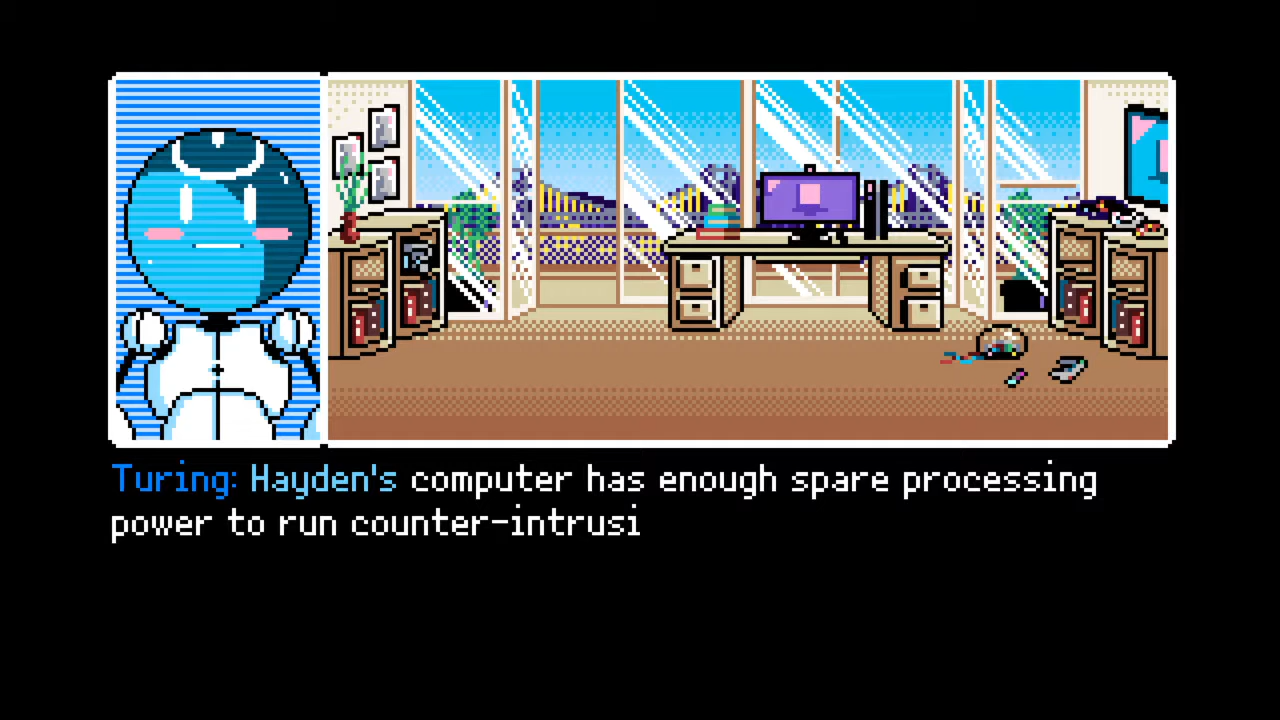 Turing: Hayden's computer has enough spare processing
power to run counter-intrusi